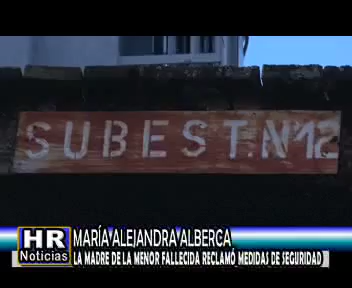 SUBEST.Nº12
HR
Noticias
MARÍA ALEJANDRA ALBERCA
LA MADRE DE LA MENOR FALLECIDA RECLAMÓ MEDIDAS DE SEGURIDAD